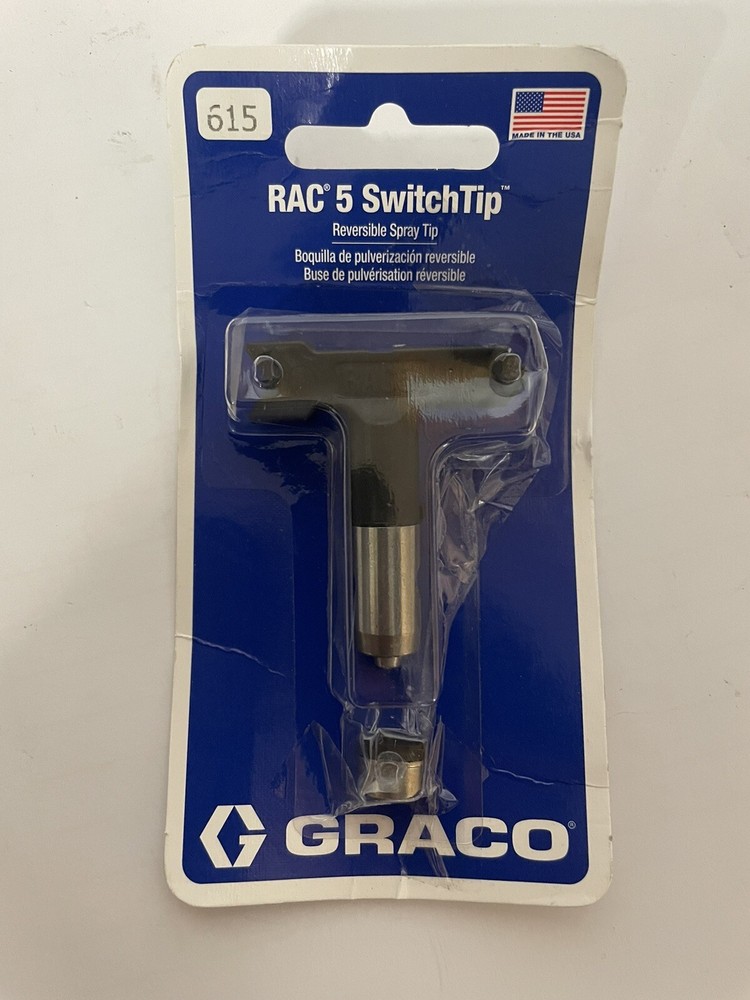 615
MADE IN THE USA
RAC® 5 SwitchTip™
Reversible Spray Tip
Boquilla de pulverización reversible
Buse de pulvérisation réversible
GRACO®